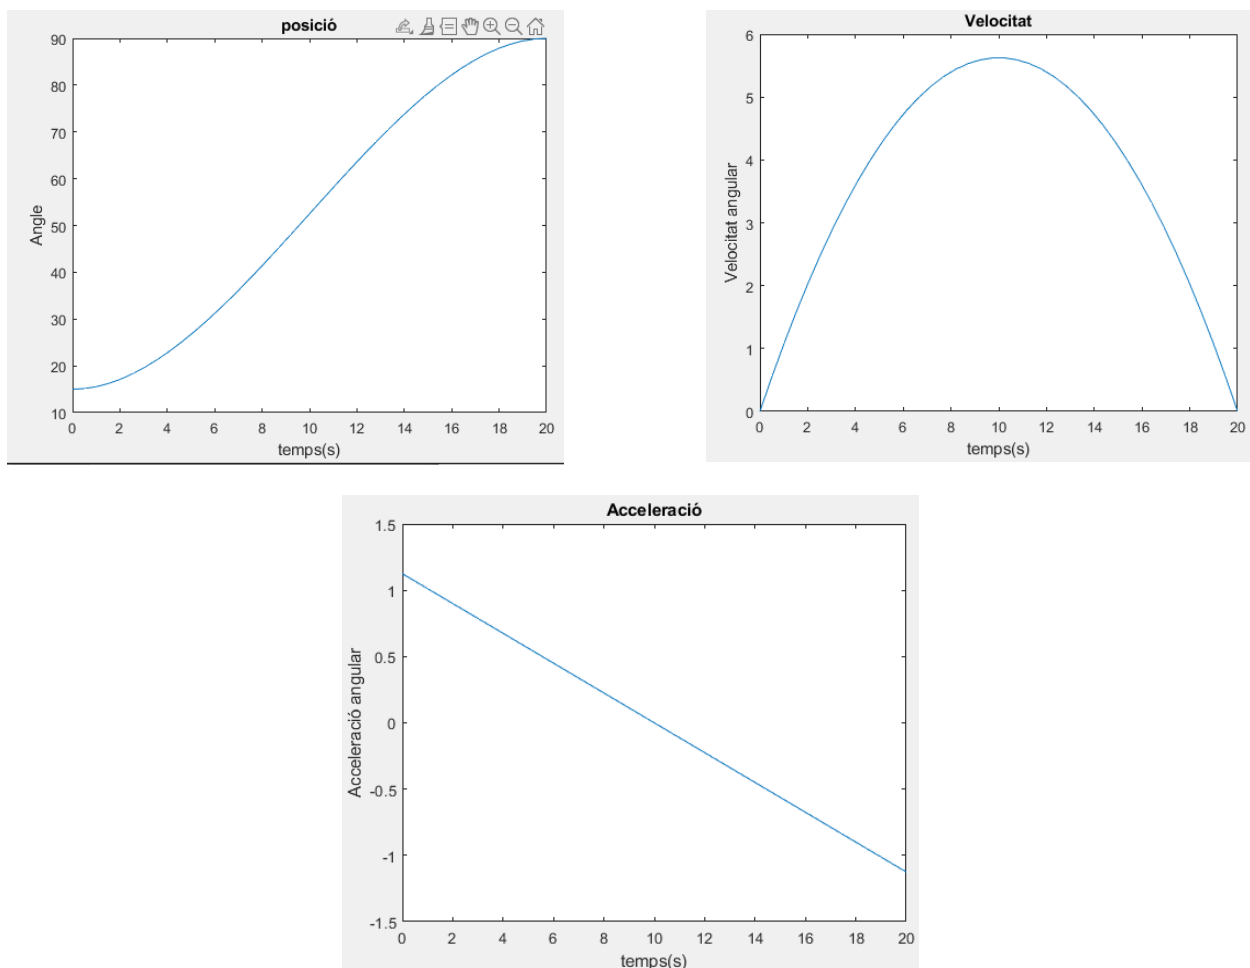 posició
90
80
70
60
50
40
30
20
10
Angle
0 2 4 6 8 10 12 14 16 18 20
temps(s)
Velocitat
6
5
4
3
2
1
0
Velocitat angular
0 2 4 6 8 10 12 14 16 18 20
temps(s)
Acceleració
1.5
1
0.5
0
-0.5
-1
-1.5
Acceleració angular
0 2 4 6 8 10 12 14 16 18 20
temps(s)